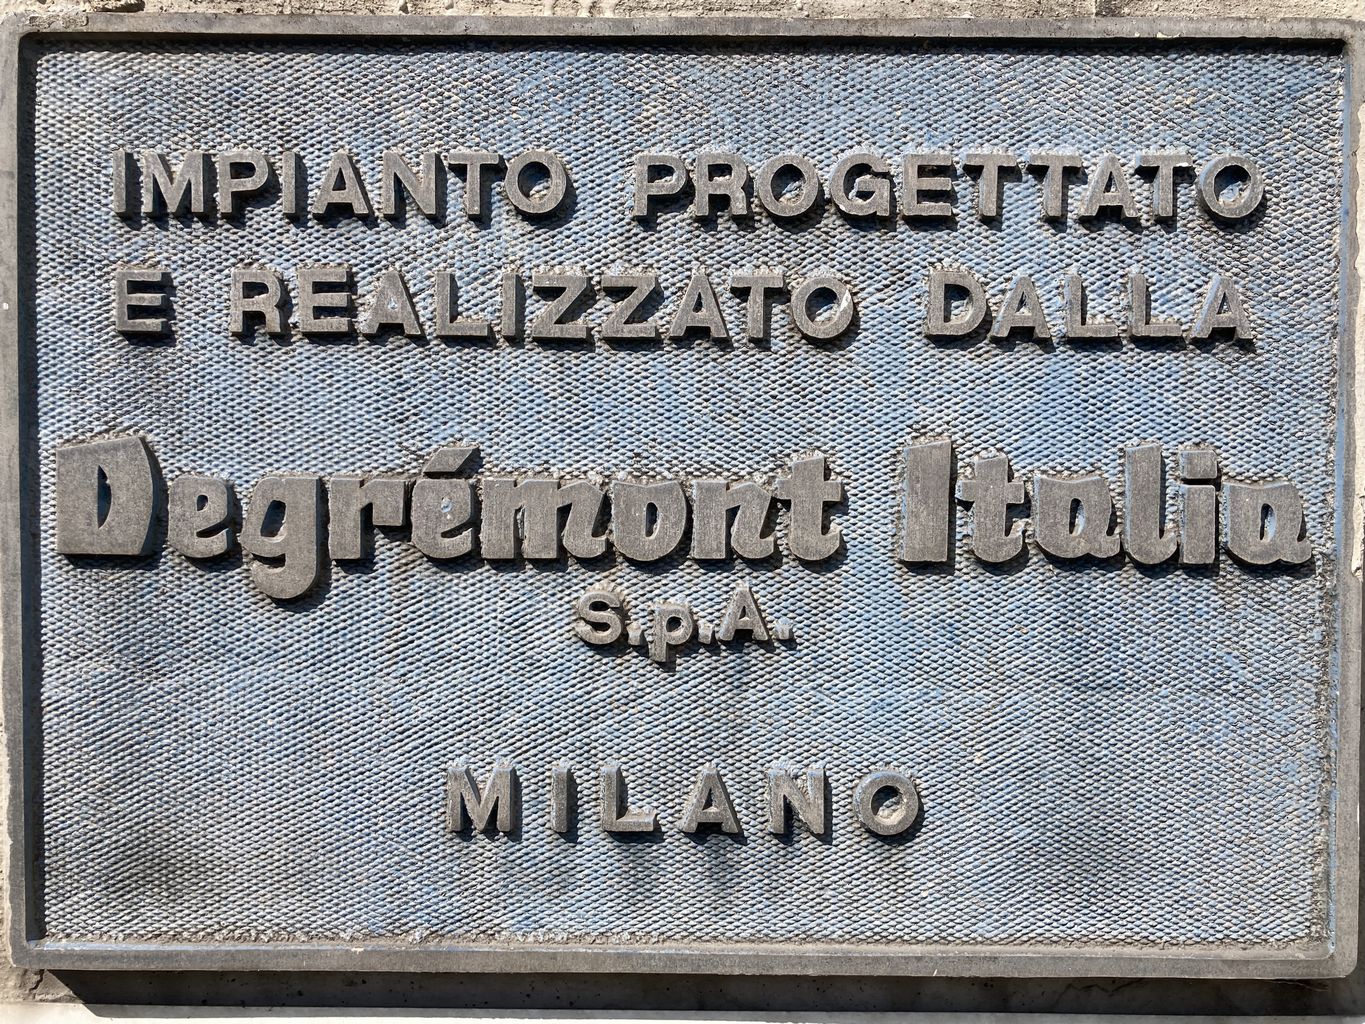 IMPIANTO PROGETTATO
E REALIZZATO DALLA
Degrémont Italia
S.p.A.
MILANO